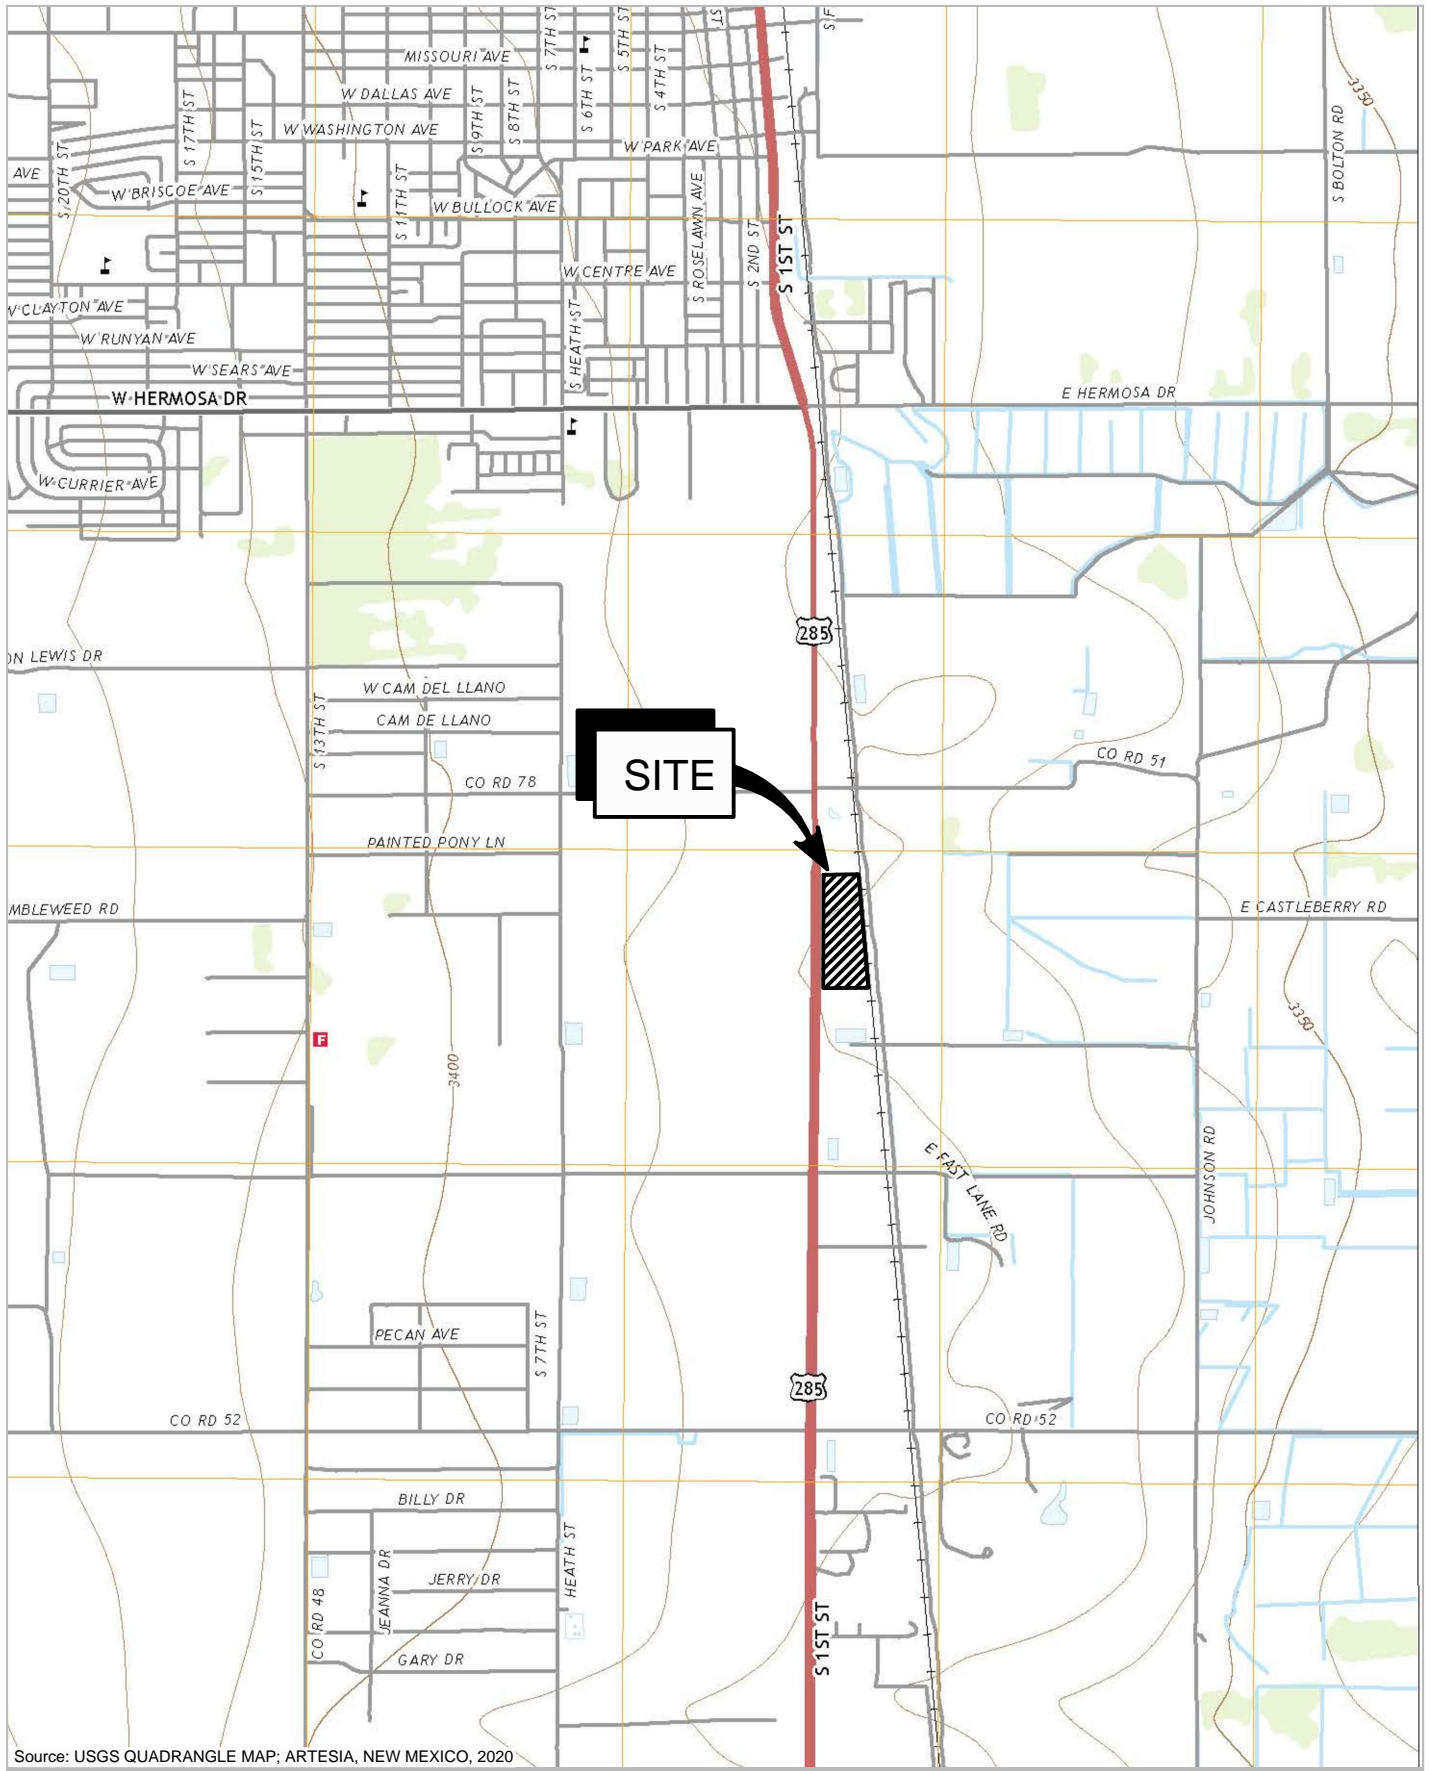 S 7TH ST
S 5TH ST
ST
S F
MISSOURI AVE
S 4TH ST
S 6TH ST
3350
W DALLAS AVE
S 9TH ST
S 8TH ST
S 17TH ST
W WASHINGTON AVE
S 15TH ST
W PARK AVE
S BOLTON RD
AVE
S 20TH ST
W BRISCOE AVE
S 11TH ST
W BULLOCK AVE
S ROSELAWN AVE
S 2ND ST
S 1ST ST
W CENTRE AVE
W CLAYTON AVE
S HEATH ST
W RUNYAN AVE
W SEARS AVE
W HERMOSA DR
E HERMOSA DR
W CURRIER AVE
285
ON LEWIS DR
W CAM DEL LLANO
S 13TH ST
CAM DE LLANO
SITE
CO RD 51
CO RD 78
PAINTED PONY LN
MBLEWEED RD
E CASTLEBERRY RD
3350
F
3400
E FAST LANE RD
JOHNSON RD
PECAN AVE
S 7TH ST
285
CO RD 52
CO RD 52
BILLY DR
HEATH ST
JEANNA DR
JERRY DR
CO RD 48
S 1ST ST
GARY DR
Source: USGS QUADRANGLE MAP; ARTESIA, NEW MEXICO, 2020